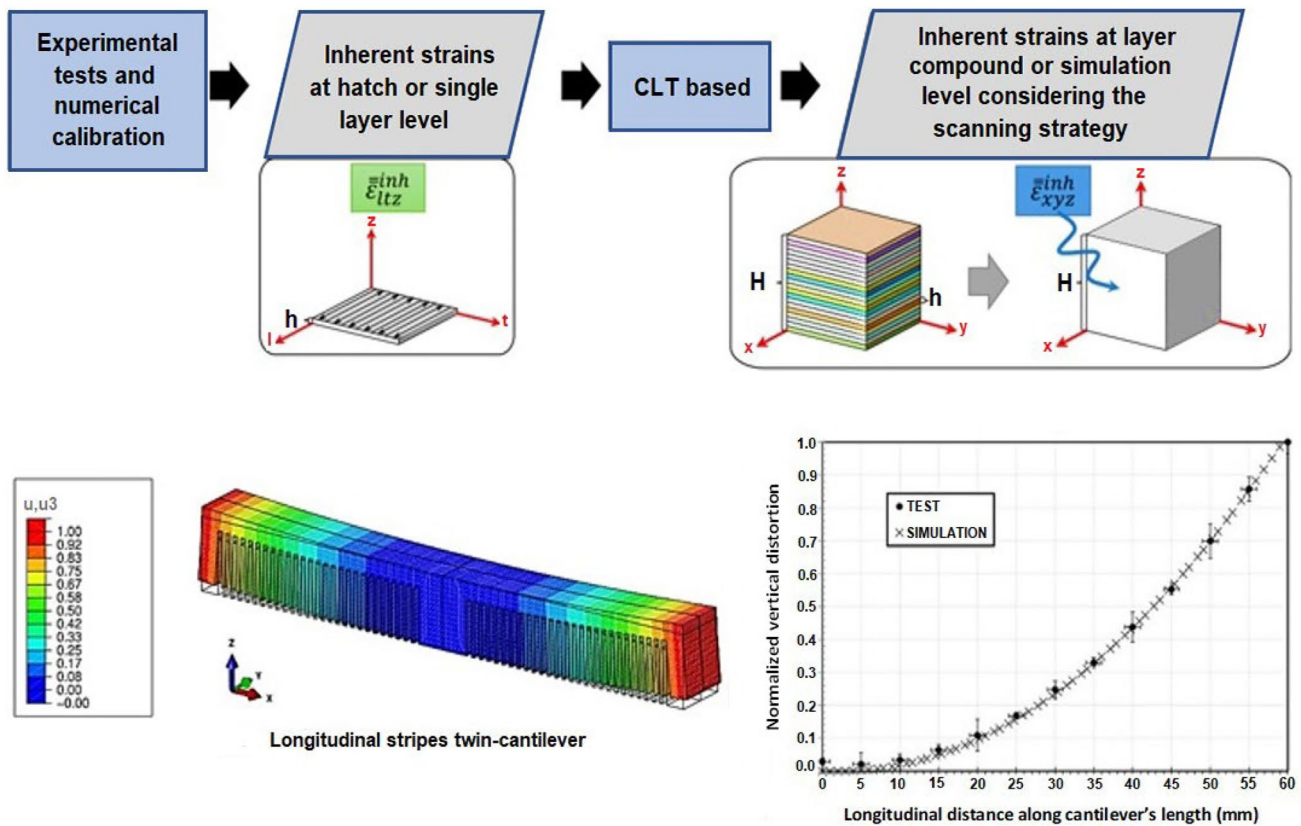 Experimental
tests and
numerical
calibration
Inherent strains
at hatch or single
layer level
CLT based
Inherent strains at layer
compound or simulation
level considering the
scanning strategy
ε̿ inh ltz
z
h
l
t
z
H
h
x
y
ε̿ inh xyz
z
H
x
y
u,u3
1.00
0.92
0.83
0.75
0.67
0.58
0.50
0.42
0.33
0.25
0.17
0.08
0.00
-0.00
z
Y
x
Longitudinal stripes twin-cantilever
Normalized vertical distortion
1.0
0.9
0.8
0.7
0.6
0.5
0.4
0.3
0.2
0.1
0.0
TEST
SIMULATION
0 5 10 15 20 25 30 35 40 45 50 55 60
Longitudinal distance along cantilever's length (mm)